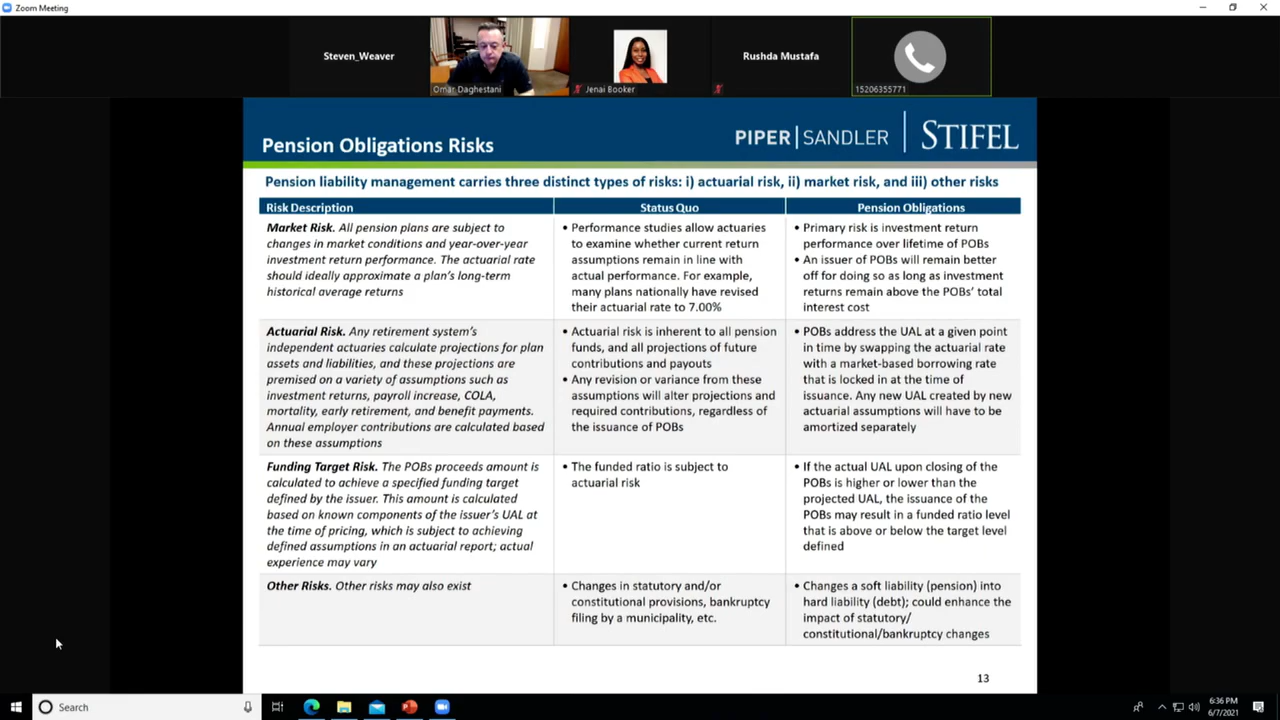 Zoom Meeting
Steven_Weaver
Omar Daghestani
Jenai Booker
Rushda Mustafa
15206355771
Pension Obligations Risks
PIPER|SANDLER
STIFEL
Pension liability management carries three distinct types of risks: i) actuarial risk, ii) market risk, and iii) other risks
Risk Description
Status Quo
Pension Obligations
Market Risk. All pension plans are subject to
changes in market conditions and year-over-year
investment return performance. The actuarial rate
should ideally approximate a plan's long-term
historical average returns
• Performance studies allow actuaries
to examine whether current return
assumptions remain in line with
actual performance. For example,
many plans nationally have revised
their actuarial rate to 7.00%
• Primary risk is investment return
performance over lifetime of POBs
• An issuer of POBs will remain better
off for doing so as long as investment
returns remain above the POBs' total
interest cost
Actuarial Risk. Any retirement system's
independent actuaries calculate projections for plan
assets and liabilities, and these projections are
premised on a variety of assumptions such as
investment returns, payroll increase, COLA,
mortality, early retirement, and benefit payments.
Annual employer contributions are calculated based
on these assumptions
• Actuarial risk is inherent to all pension
funds, and all projections of future
contributions and payouts
• Any revision or variance from these
assumptions will alter projections and
required contributions, regardless of
the issuance of POBs
• POBs address the UAL at a given point
in time by swapping the actuarial rate
with a market-based borrowing rate
that is locked in at the time of
issuance. Any new UAL created by new
actuarial assumptions will have to be
amortized separately
Funding Target Risk. The POBs proceeds amount is
calculated to achieve a specified funding target
defined by the issuer. This amount is calculated
based on known components of the issuer's UAL at
the time of pricing, which is subject to achieving
defined assumptions in an actuarial report; actual
experience may vary
• The funded ratio is subject to
actuarial risk
• If the actual UAL upon closing of the
POBs is higher or lower than the
projected UAL, the issuance of the
POBs may result in a funded ratio level
that is above or below the target level
defined
Other Risks. Other risks may also exist
• Changes in statutory and/or
constitutional provisions, bankruptcy
filing by a municipality, etc.
• Changes a soft liability (pension) into
hard liability (debt); could enhance the
impact of statutory/
constitutional/bankruptcy changes
13
Search
6:36 PM
6/7/2021